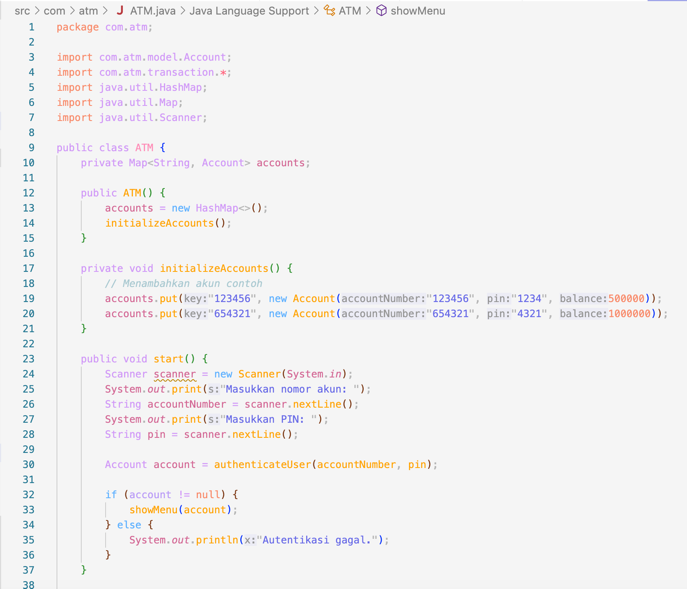 src > com > atm > J ATM.java > Java Language Support > ATM > showMenu
1 package com.atm;
2
3 import com.atm.model.Account;
4 import com.atm.transaction.*;
5 import java.util.HashMap;
6 import java.util.Map;
7 import java.util.Scanner;
8
9 public class ATM {
10 private Map<String, Account> accounts;
11
12 public ATM() {
13 accounts = new HashMap<>();
14 initializeAccounts();
15 }
16
17 private void initializeAccounts() {
18 // Menambahkan akun contoh
19 accounts.put(key:"123456", new Account(accountNumber:"123456", pin:"1234", balance:500000));
20 accounts.put(key:"654321", new Account(accountNumber:"654321", pin:"4321", balance:1000000));
21 }
22
23 public void start() {
24 Scanner scanner = new Scanner(System.in);
25 System.out.print(s:"Masukkan nomor akun: ");
26 String accountNumber = scanner.nextLine();
27 System.out.print(s:"Masukkan PIN: ");
28 String pin = scanner.nextLine();
29
30 Account account = authenticateUser(accountNumber, pin);
31
32 if (account != null) {
33 showMenu(account);
34 } else {
35 System.out.println(x:"Autentikasi gagal.");
36 }
37 }
38